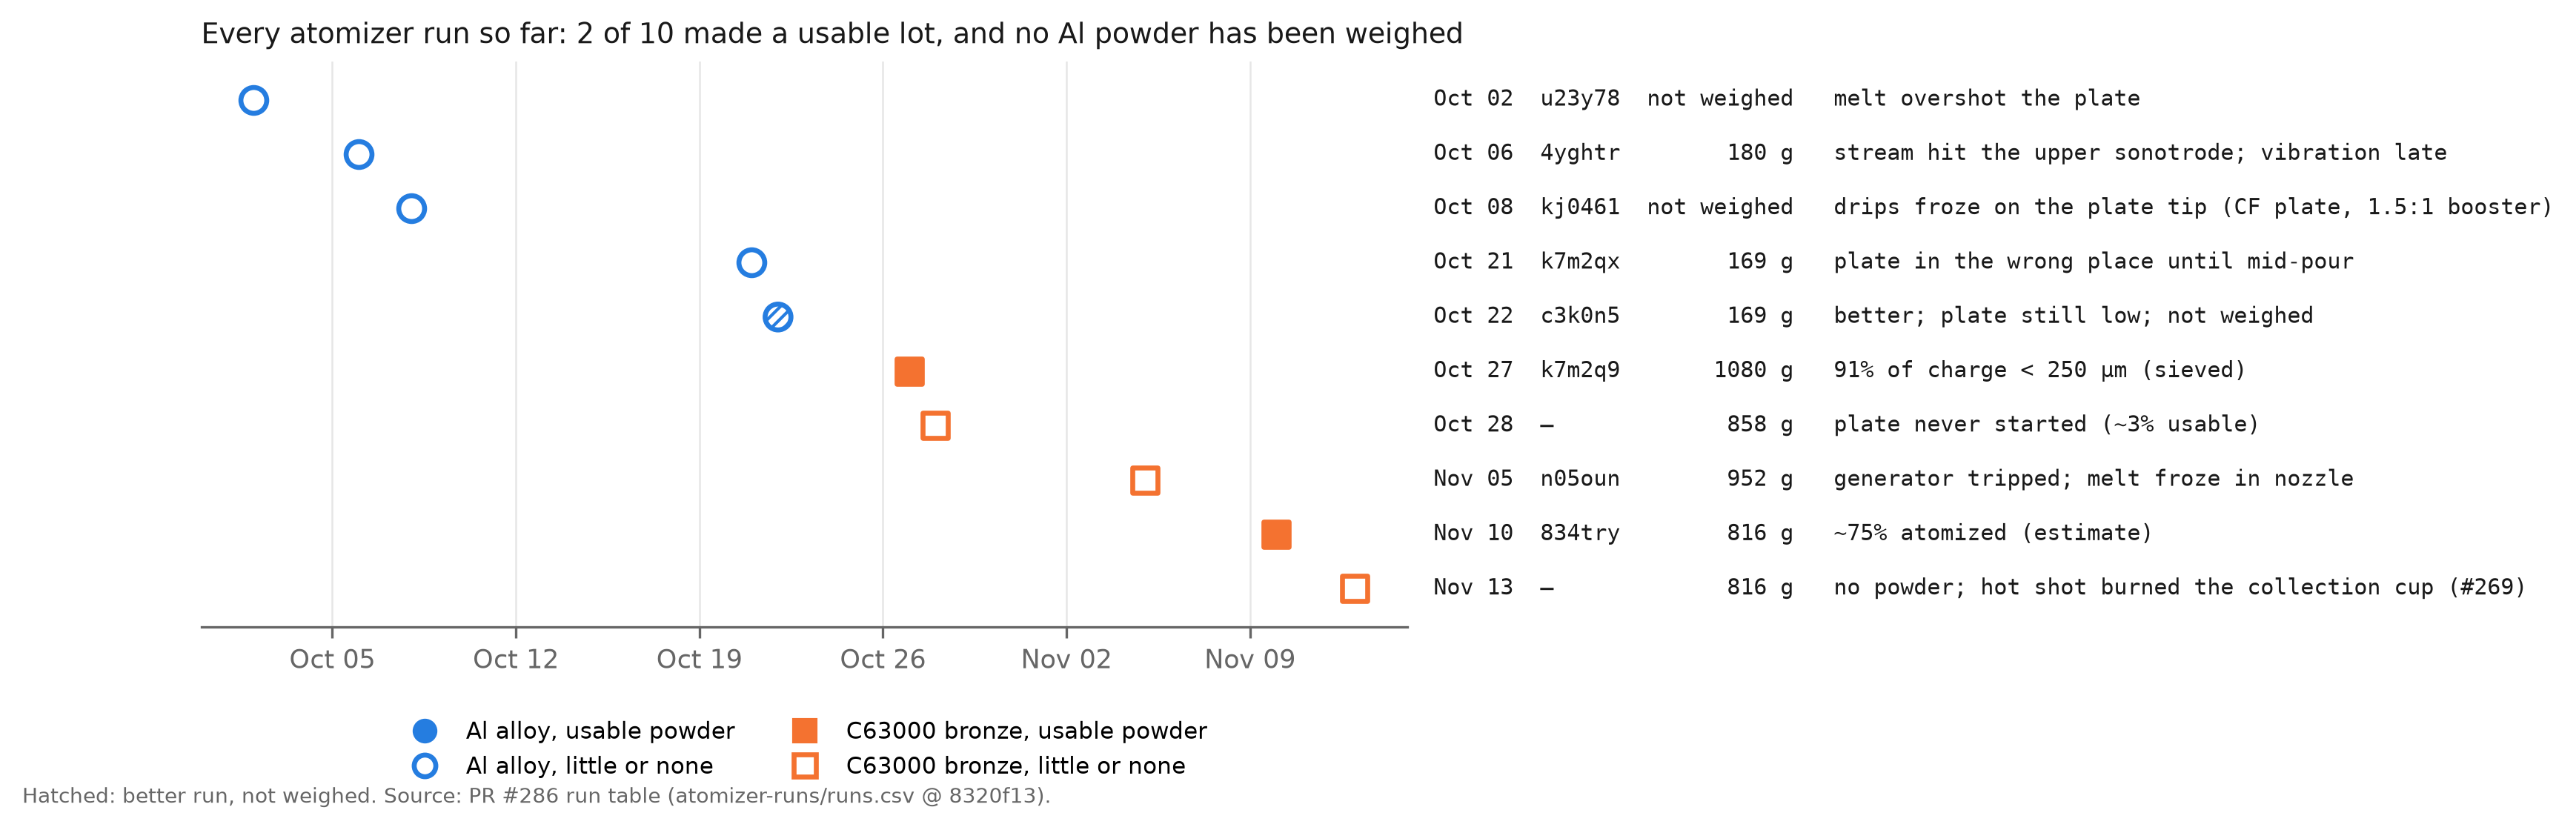 Every atomizer run so far: 2 of 10 made a usable lot, and no Al powder has been weighed
Oct 02 u23y78 not weighed melt overshot the plate
Oct 06 4yghtr 180 g stream hit the upper sonotrode; vibration late
Oct 08 kj0461 not weighed drips froze on the plate tip (CF plate, 1.5:1 booster)
Oct 21 k7m2qx 169 g plate in the wrong place until mid-pour
Oct 22 c3k0n5 169 g better; plate still low; not weighed
Oct 27 k7m2q9 1080 g 91% of charge < 250 µm (sieved)
Oct 28 — 858 g plate never started (~3% usable)
Nov 05 n05oun 952 g generator tripped; melt froze in nozzle
Nov 10 834try 816 g ~75% atomized (estimate)
Nov 13 — 816 g no powder; hot shot burned the collection cup (#269)
Oct 05 Oct 12 Oct 19 Oct 26 Nov 02 Nov 09
Al alloy, usable powder C63000 bronze, usable powder
Al alloy, little or none C63000 bronze, little or none
Hatched: better run, not weighed. Source: PR #286 run table (atomizer-runs/runs.csv @ 8320f13).